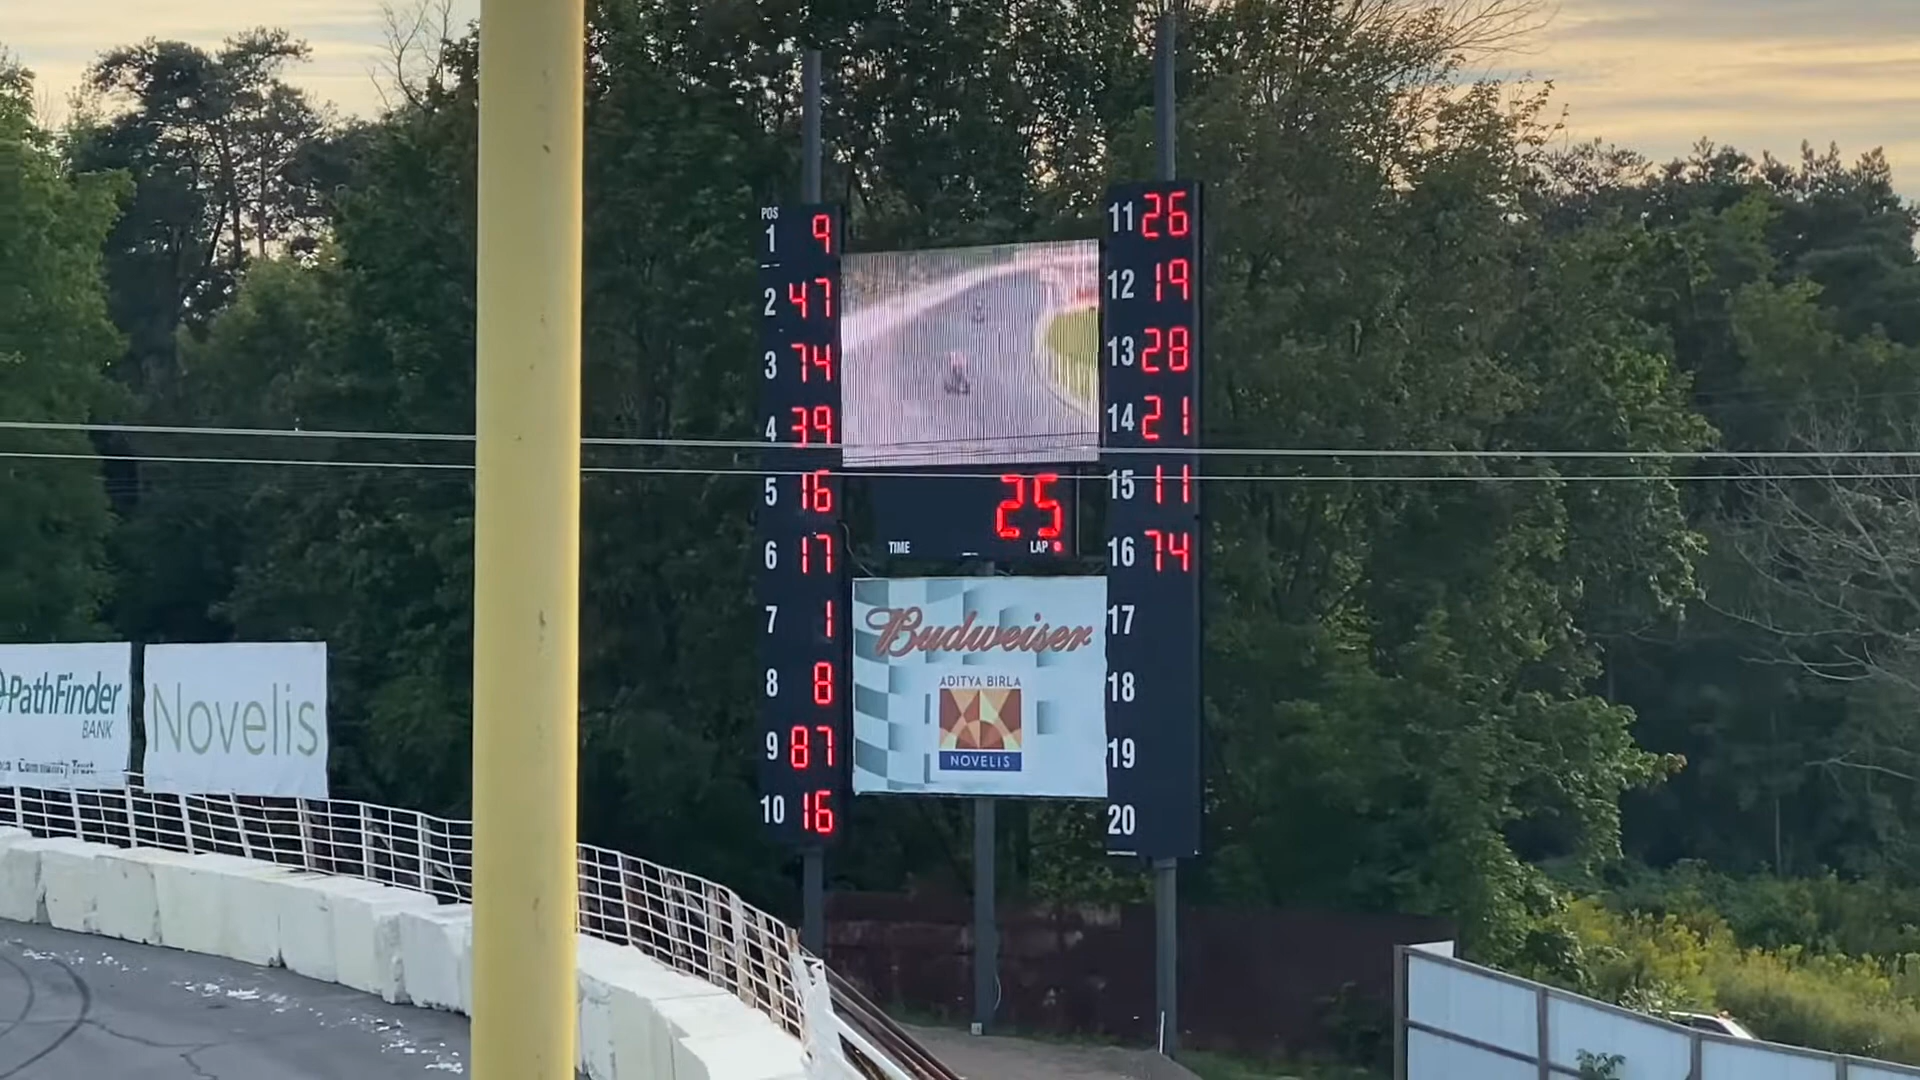 POS
1 9
2 47
3 74
4 39
5 16
6 17
7 1
8 8
9 87
10 16
25
TIME LAP
Budweiser
ADITYA BIRLA
NOVELIS
11 26
12 19
13 28
14 21
15 11
16 74
17
18
19
20
PathFinder
BANK
Community Trust
Novelis